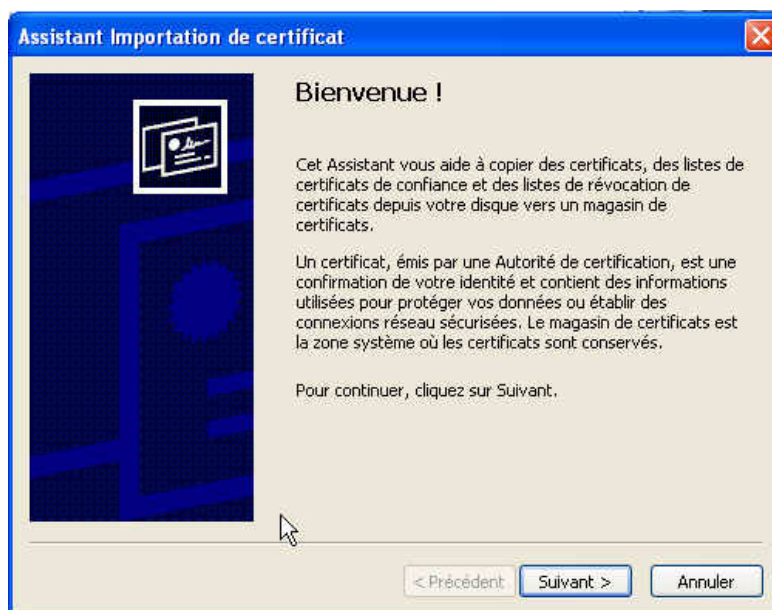 Assistant Importation de certificat
Bienvenue !
Cet Assistant vous aide à copier des certificats, des listes de
certificats de confiance et des listes de révocation de
certificats depuis votre disque vers un magasin de
certificats.
Un certificat, émis par une Autorité de certification, est une
confirmation de votre identité et contient des informations
utilisées pour protéger vos données ou établir des
connexions réseau sécurisées. Le magasin de certificats est
la zone système où les certificats sont conservés.
Pour continuer, cliquez sur Suivant.
< Précédent Suivant > Annuler